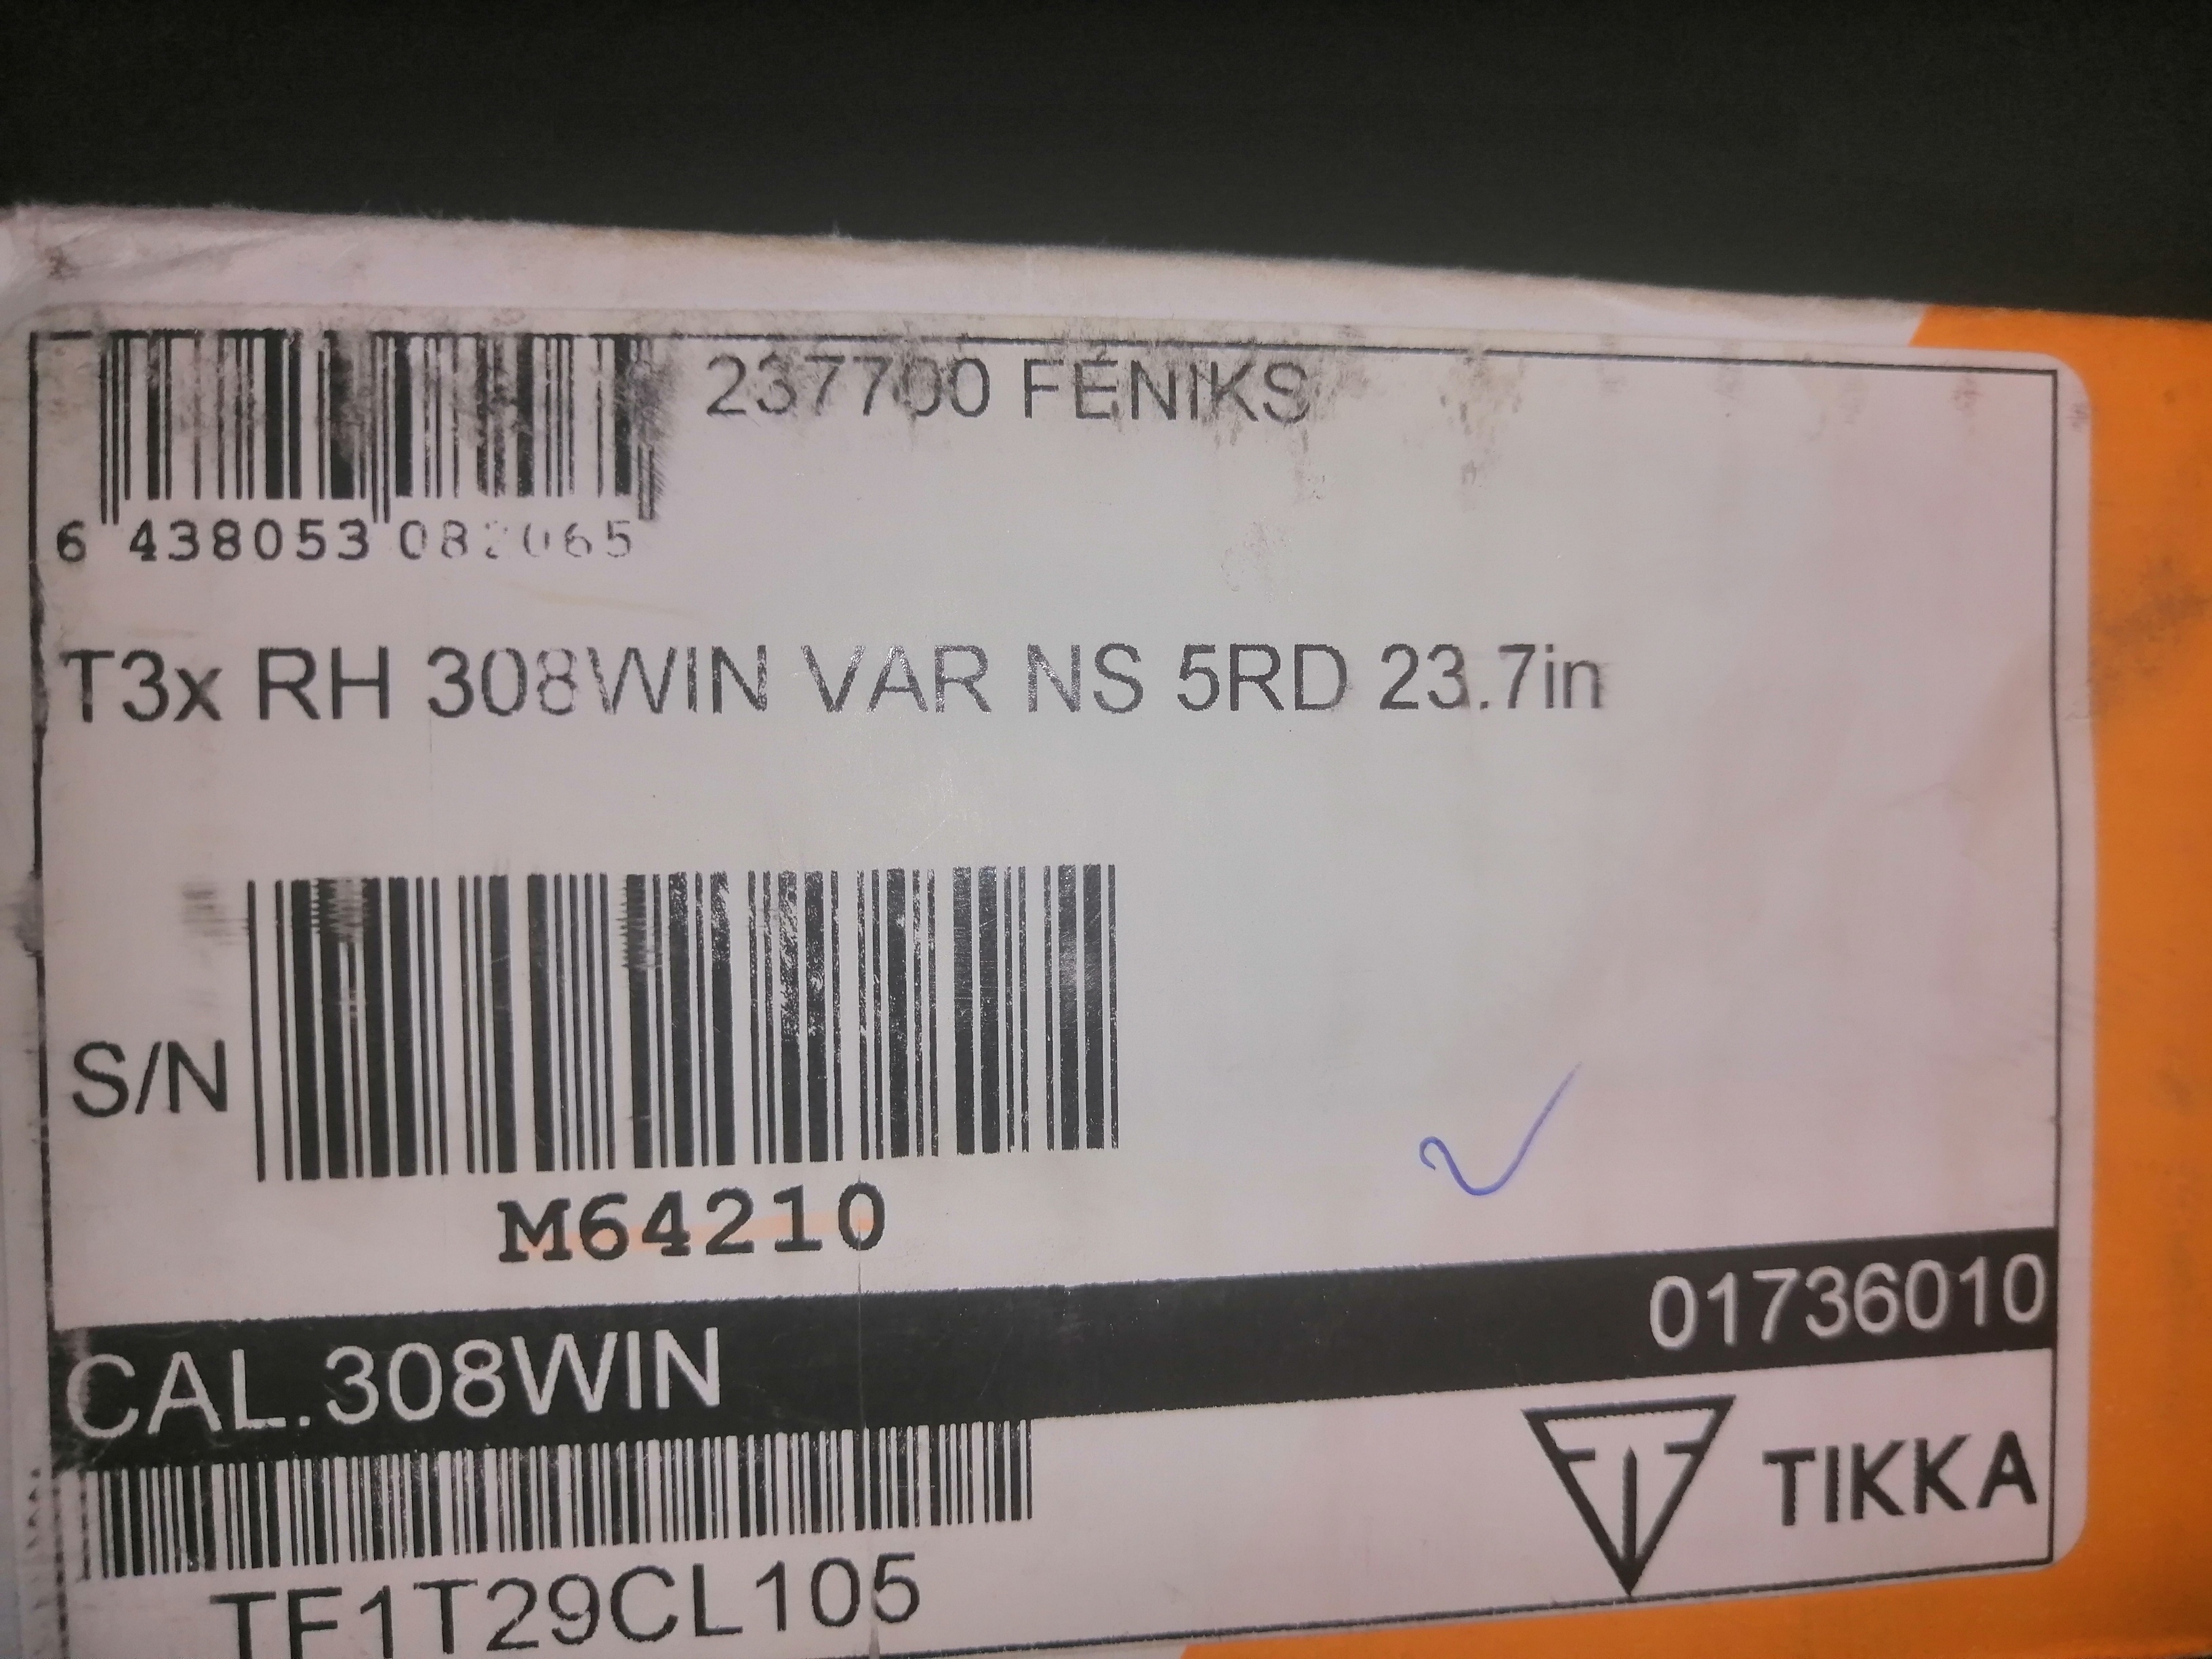 237700 FENIKS
6 438053 082065
T3x RH 308WIN VAR NS 5RD 23.7in
S/N
M64210
01736010
CAL.308WIN
TIKKA
TF1T29CL105